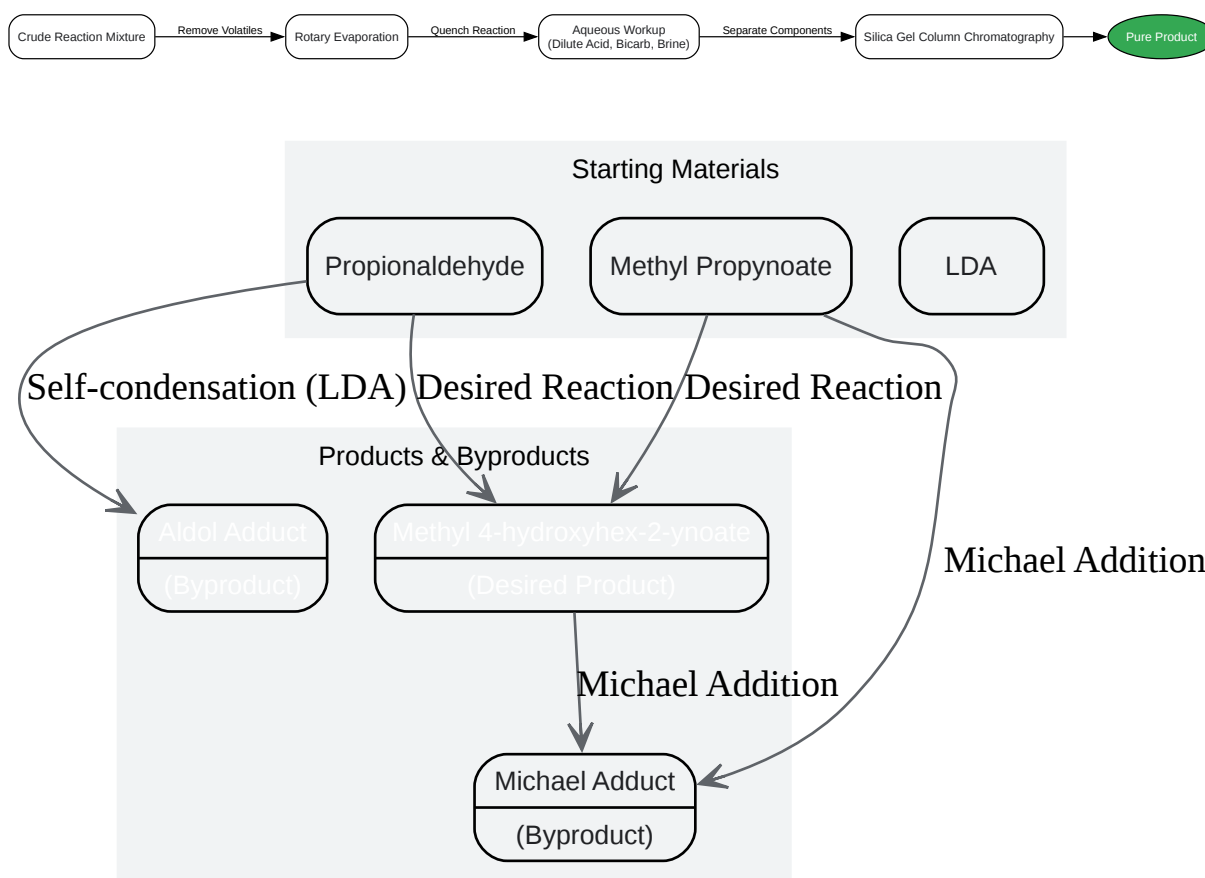 Crude Reaction Mixture
Remove Volatiles
Rotary Evaporation
Quench Reaction
Aqueous Workup
(Dilute Acid, Bicarb, Brine)
Separate Components
Silica Gel Column Chromatography
Pure Product
Starting Materials
Propionaldehyde
Methyl Propynoate
LDA
Self-condensation (LDA)
Desired Reaction
Desired Reaction
Products & Byproducts
Aldol Adduct
(Byproduct)
Methyl 4-hydroxyhex-2-ynoate
(Desired Product)
Michael Addition
Michael Addition
Michael Adduct
(Byproduct)